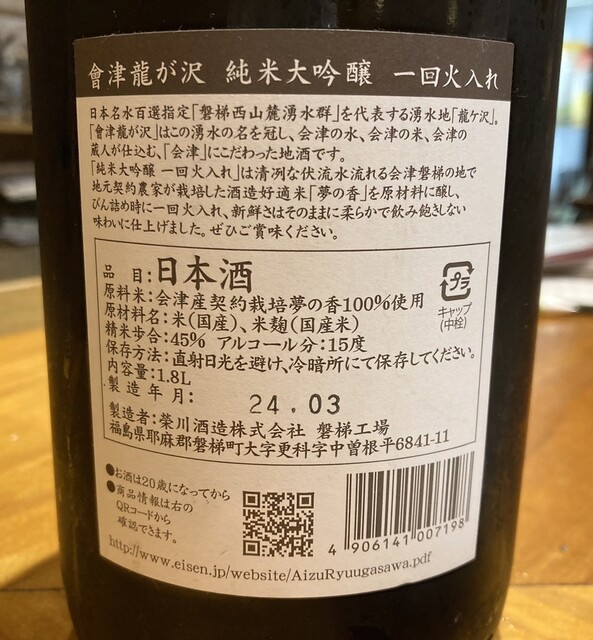 會津龍が沢 純米大吟醸 一回火入れ
日本名水百選指定「磐梯西山麓湧水群」を代表する湧水地「龍ケ沢」。
「會津龍が沢」はこの湧水の名を冠し、会津の水、会津の米、会津の
蔵人が仕込む、「会津」にこだわった地酒です。
「純米大吟醸 一回火入れ」は清冽な伏流水流れる会津磐梯の地で
地元契約農家が栽培した酒造好適米「夢の香」を原材料に醸し、
びん詰め時に一回火入れ、新鮮さはそのままに柔らかで飲み飽きしない
味わいに仕上げました。ぜひご賞味ください。
品 目:日本酒
原料米:会津産契約栽培夢の香100%使用
原材料名:米(国産)、米麹(国産米)
精米歩合:45% アルコール分:15度
保存方法:直射日光を避け、冷暗所にて保存してください。
内容量:1.8L
製造年月: 24.03
製造者:榮川酒造株式会社 磐梯工場
福島県耶麻郡磐梯町大字更科字中曽根平6841-11
プラ
キャップ
(中栓)
●お酒は20歳になってから
●商品情報は右の
QRコードから
確認できます。
4 906141 007198
http://www.eisen.jp/website/AizuRyuugasawa.pdf